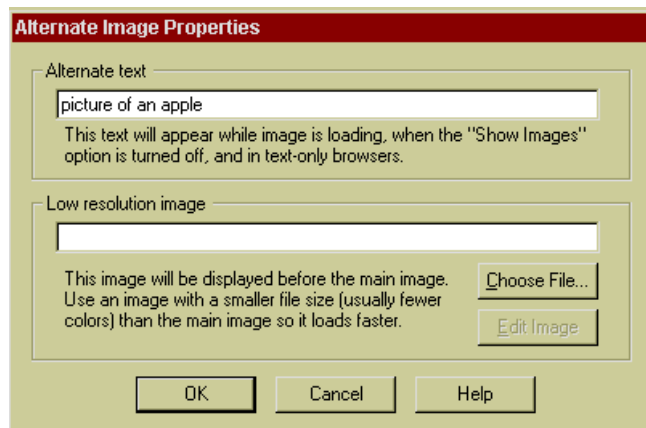 Alternate Image Properties
Alternate text
picture of an apple
This text will appear while image is loading, when the "Show Images"
option is turned off, and in text-only browsers.
Low resolution image
This image will be displayed before the main image.
Use an image with a smaller file size (usually fewer
colors) than the main image so it loads faster.
Choose File...
Edit Image
OK
Cancel
Help